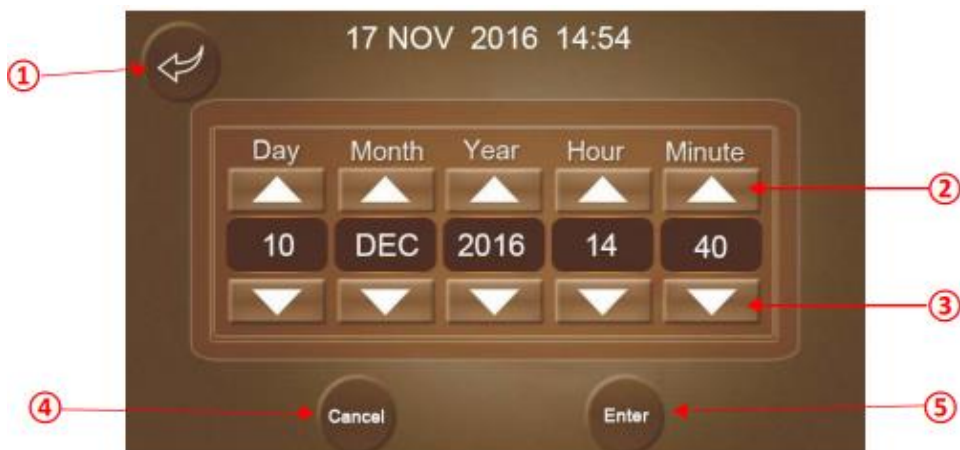 17 NOV 2016 14:54
①
Day Month Year Hour Minute
②
10 DEC 2016 14 40
③
④ Cancel Enter ⑤